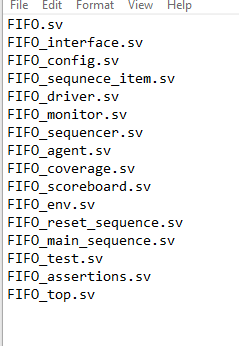 File Edit Format View Help
FIFO.sv
FIFO_interface.sv
FIFO_config.sv
FIFO_sequnece_item.sv
FIFO_driver.sv
FIFO_monitor.sv
FIFO_sequencer.sv
FIFO_agent.sv
FIFO_coverage.sv
FIFO_scoreboard.sv
FIFO_env.sv
FIFO_reset_sequence.sv
FIFO_main_sequence.sv
FIFO_test.sv
FIFO_assertions.sv
FIFO_top.sv